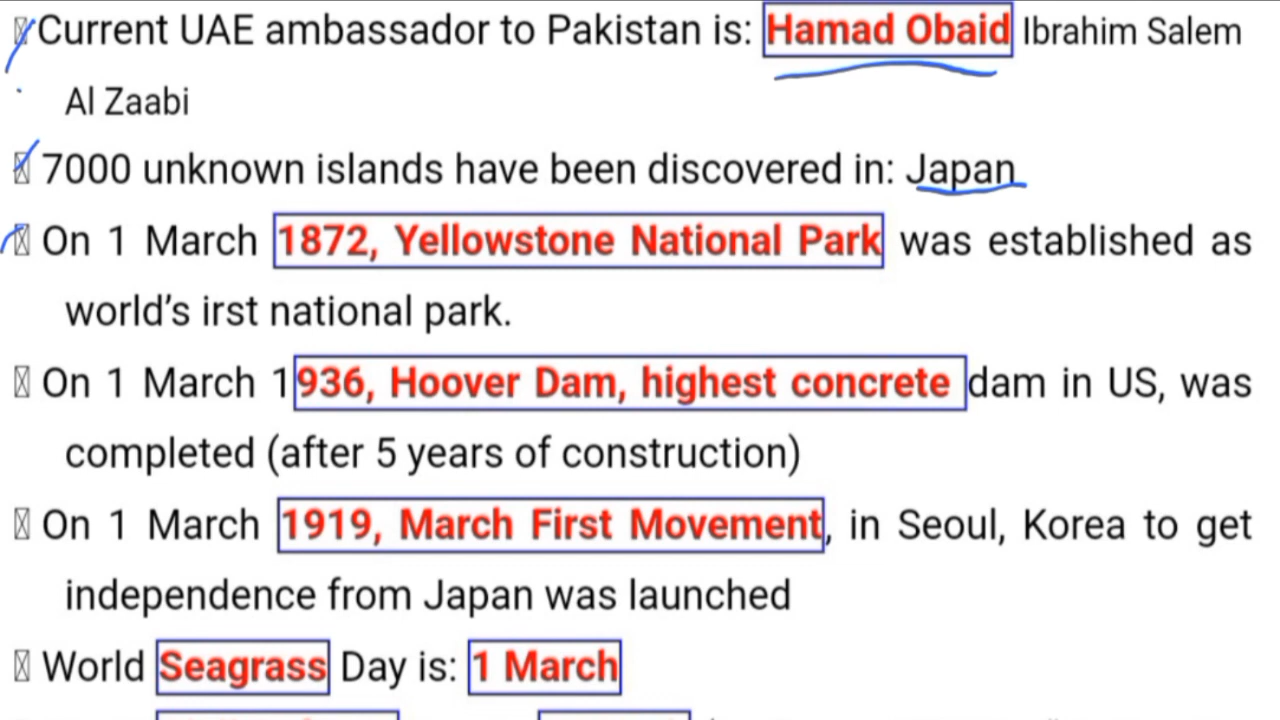 Current UAE ambassador to Pakistan is: Hamad Obaid Ibrahim Salem
Al Zaabi
7000 unknown islands have been discovered in: Japan
On 1 March 1872, Yellowstone National Park was established as
world’s irst national park.
On 1 March 1936, Hoover Dam, highest concrete dam in US, was
completed (after 5 years of construction)
On 1 March 1919, March First Movement, in Seoul, Korea to get
independence from Japan was launched
World Seagrass Day is: 1 March